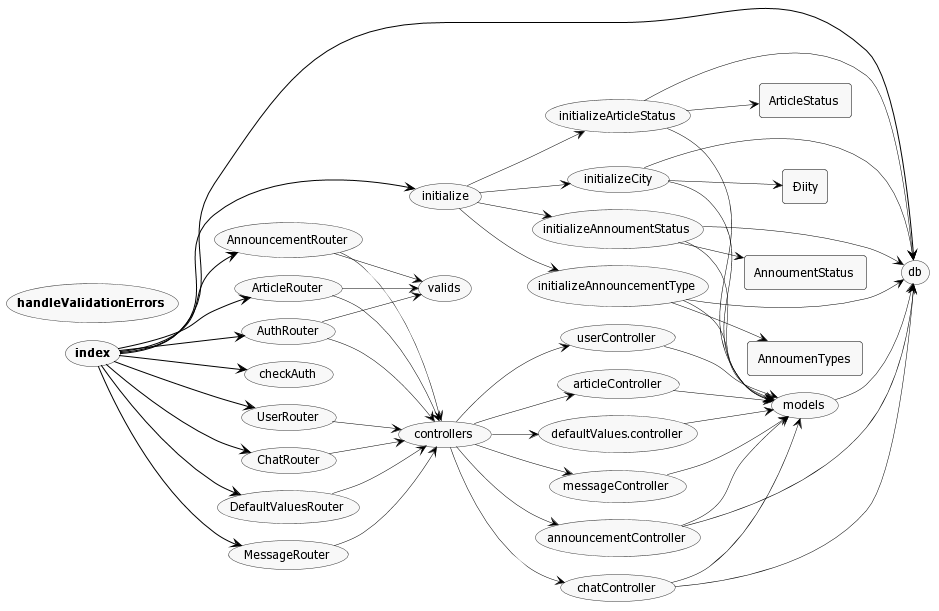 initializeArticleStatus
ArticleStatus
initializeCity
Điity
initialize
initializeAnnoumentStatus
AnnouncementRouter
AnnoumentStatus
db
ArticleRouter
valids
initializeAnnouncementType
handleValidationErrors
AuthRouter
userController
index
AnnoumenTypes
checkAuth
articleController
models
UserRouter
controllers
defaultValues.controller
ChatRouter
messageController
DefaultValuesRouter
announcementController
MessageRouter
chatController